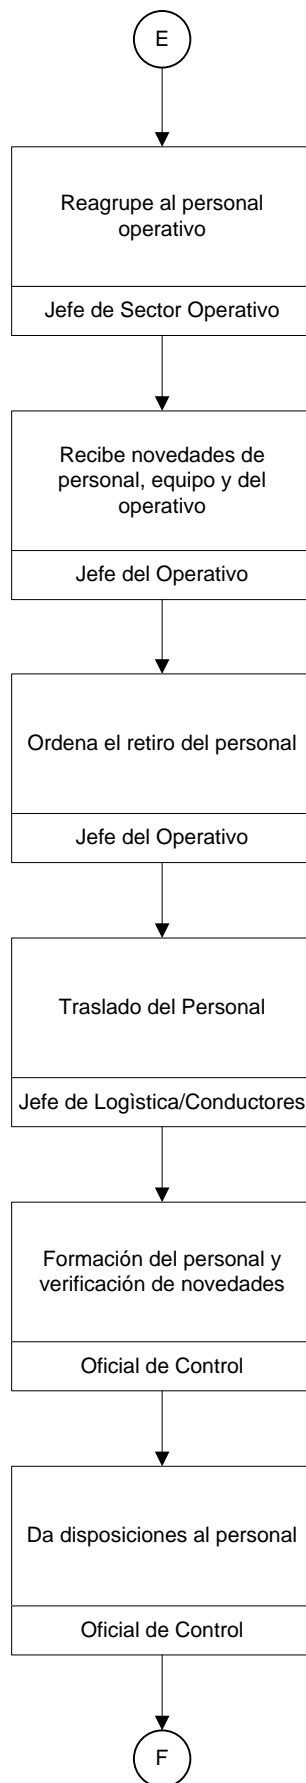 E
Reagrupe al personal
operativo
Jefe de Sector Operativo
Recibe novedades de
personal, equipo y del
operativo
Jefe del Operativo
Ordena el retiro del personal
Jefe del Operativo
Traslado del Personal
Jefe de Logìstica/Conductores
Formación del personal y
verificación de novedades
Oficial de Control
Da disposiciones al personal
Oficial de Control
F